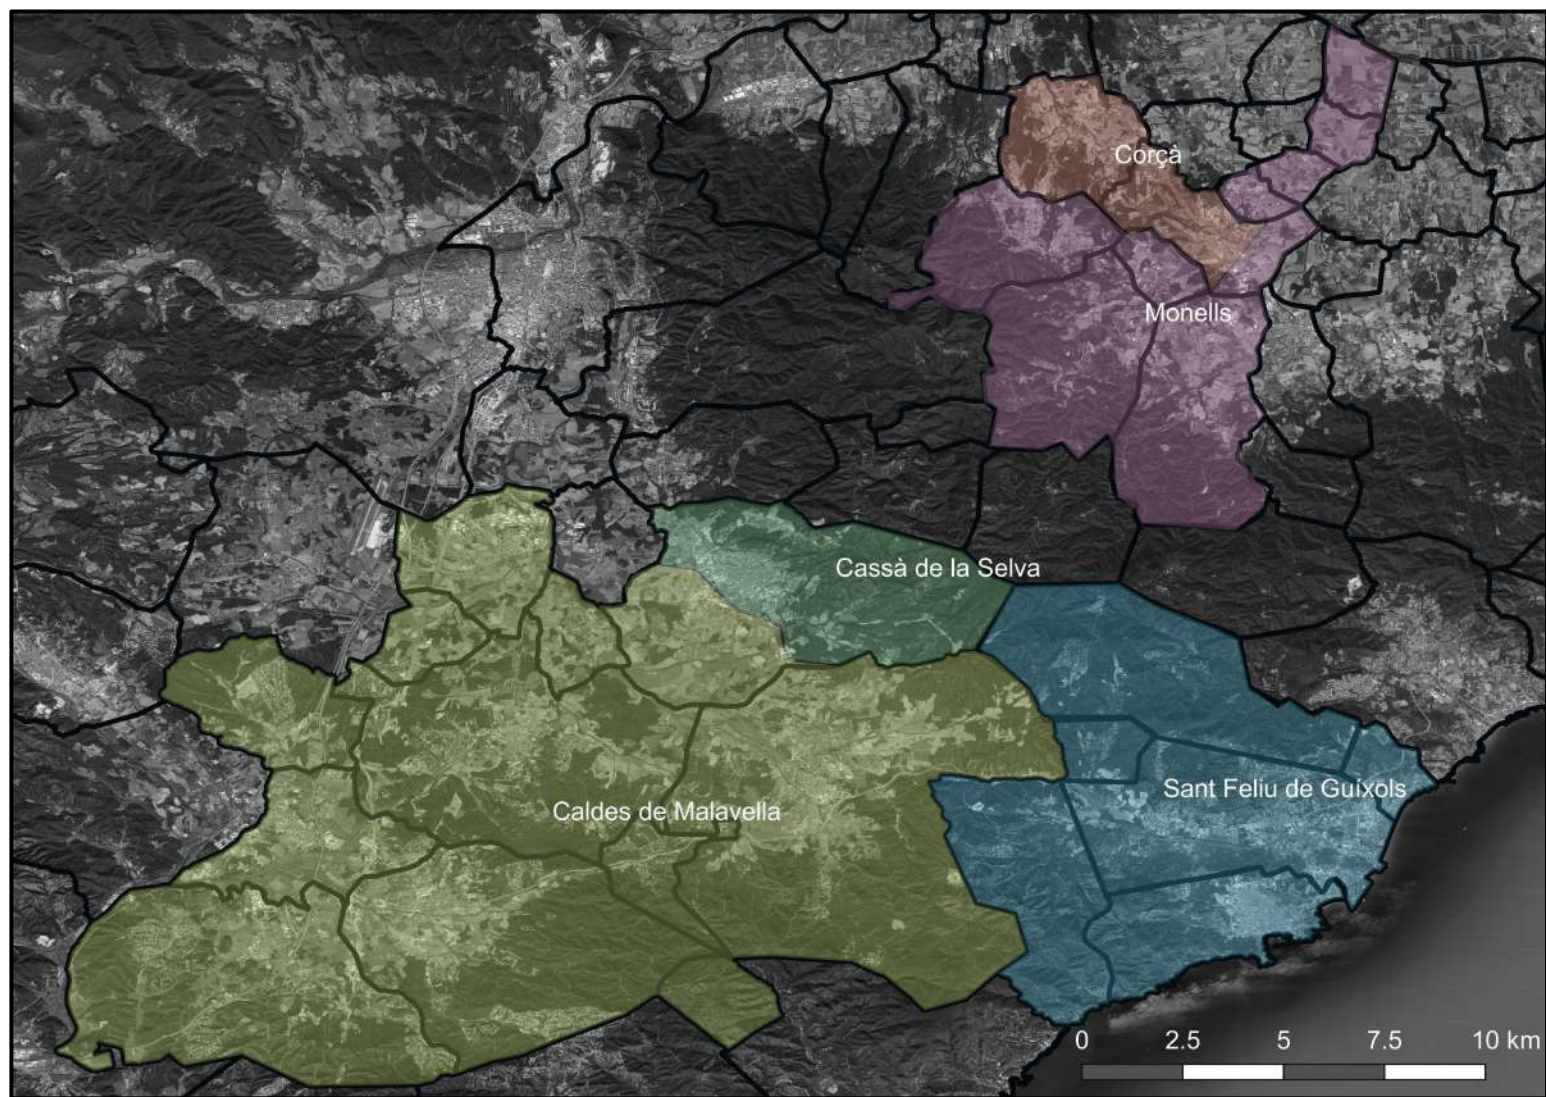 Corçà
Monells
Cassà de la Selva
Sant Feliu de Guíxols
Caldes de Malavella
0 2.5 5 7.5 10 km